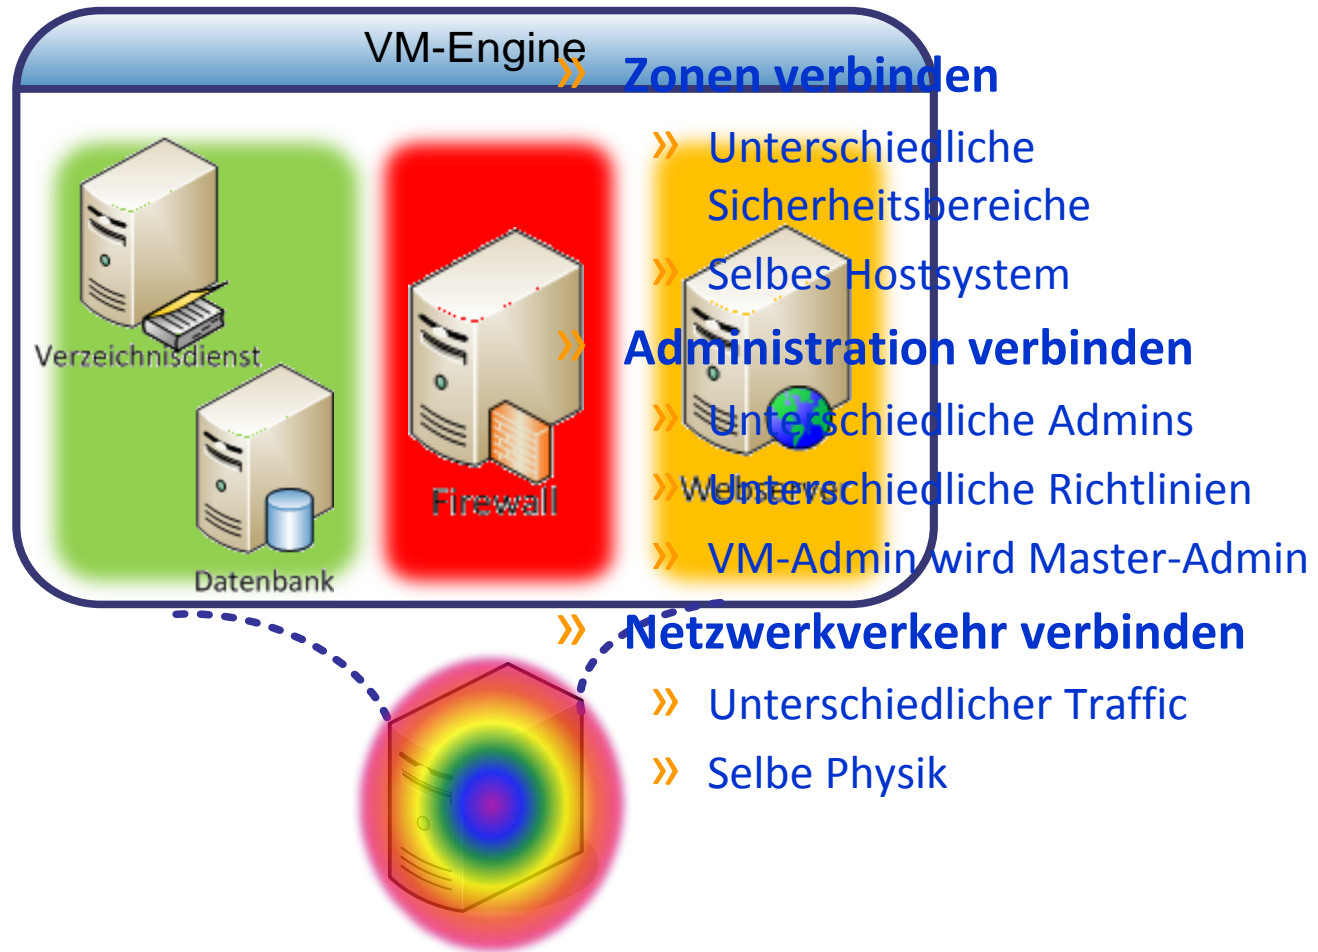 VM-Engine
» Zonen verbinden
» Unterschiedliche
Sicherheitsbereiche
» Selbes Hostsystem
» Administration verbinden
» Unterschiedliche Admins
» Unterschiedliche Richtlinien
» VM-Admin wird Master-Admin
» Netzwerkverkehr verbinden
» Unterschiedlicher Traffic
» Selbe Physik
Verzeichnisdienst
Datenbank
Firewall
Webserver